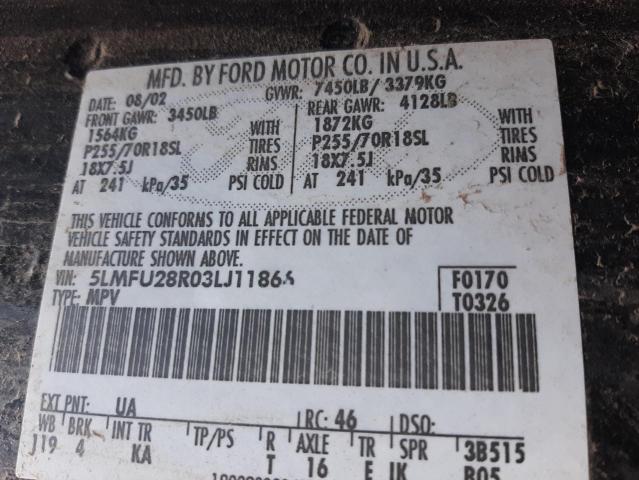 MFD. BY FORD MOTOR CO. IN U.S.A.
DATE: 08/02 GVWR: 7450LB/ 3379KG
FRONT GAWR: 3450LB REAR GAWR: 4128LB
1564KG WITH 1872KG WITH
P255/70R18SL TIRES P255/70R18SL TIRES
18X7.5J RIMS 18X7.5J RIMS
AT 241 kPa/35 PSI COLD AT 241 kPa/35 PSI COLD
THIS VEHICLE CONFORMS TO ALL APPLICABLE FEDERAL MOTOR
VEHICLE SAFETY STANDARDS IN EFFECT ON THE DATE OF
MANUFACTURE SHOWN ABOVE.
VIN: 5LMFU28R03LJ1186 F0170
TYPE: MPV T0326
EXT PNT: UA RC: 46 DSO:
WB BRK INT TR TP/PS R AXLE TR SPR 3B515
119 4 KA T 16 E JK B05